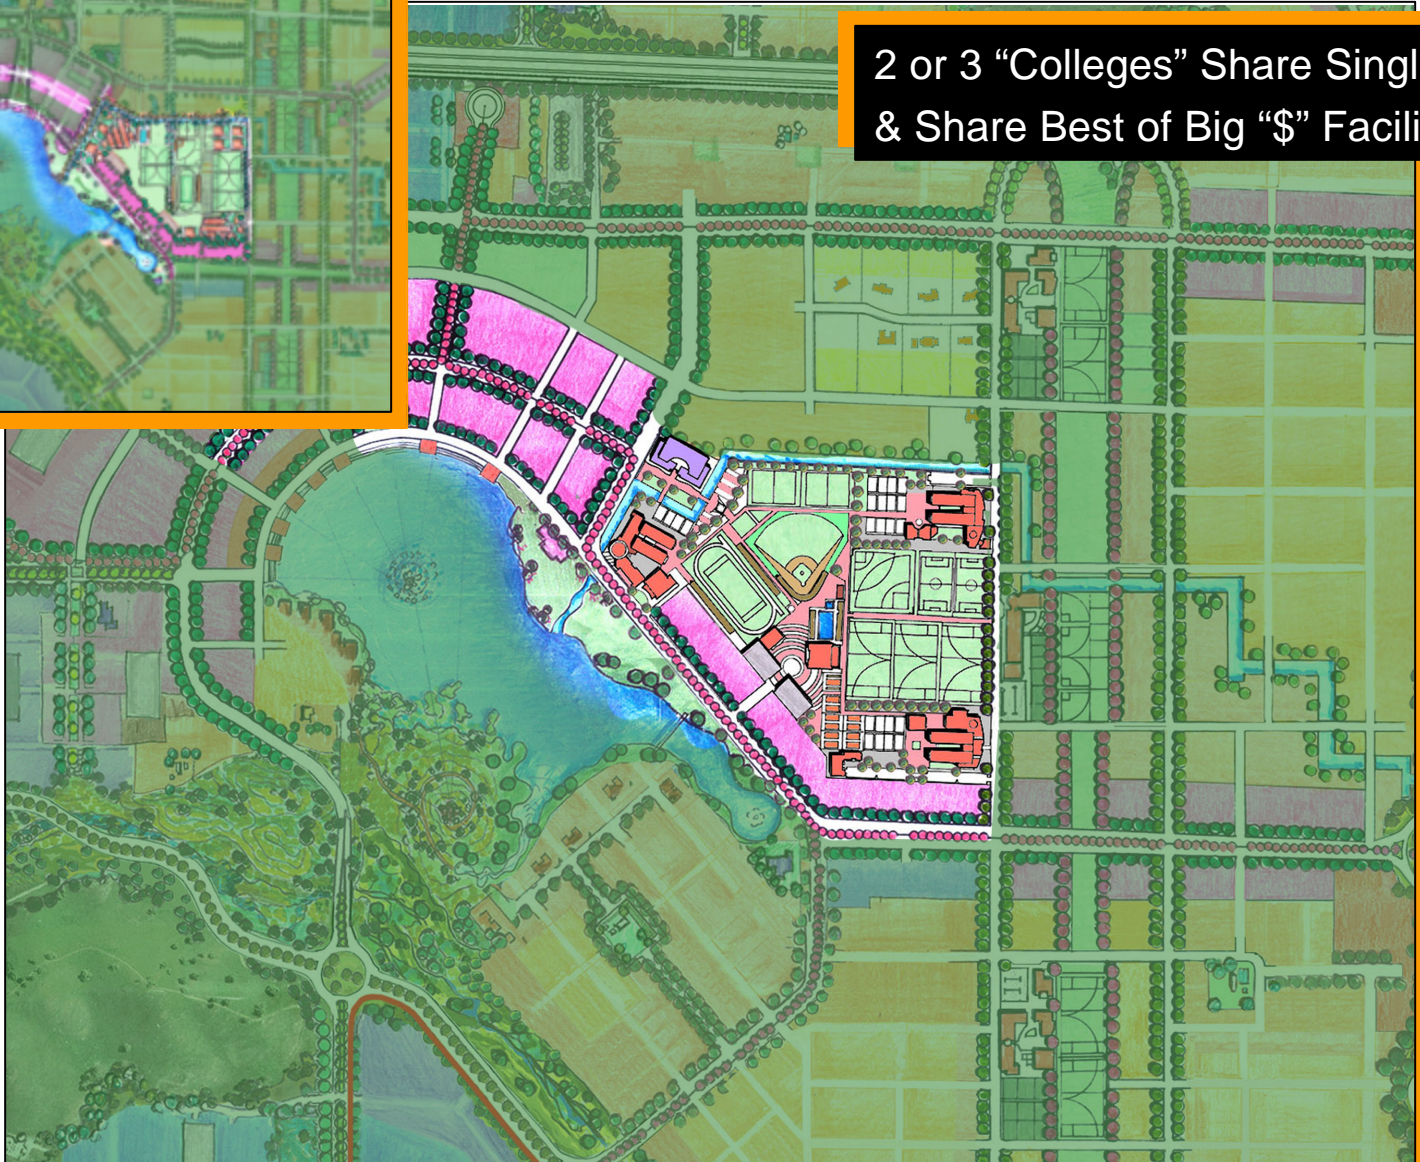 2 or 3 “Colleges” Share Singl
& Share Best of Big “$” Facili